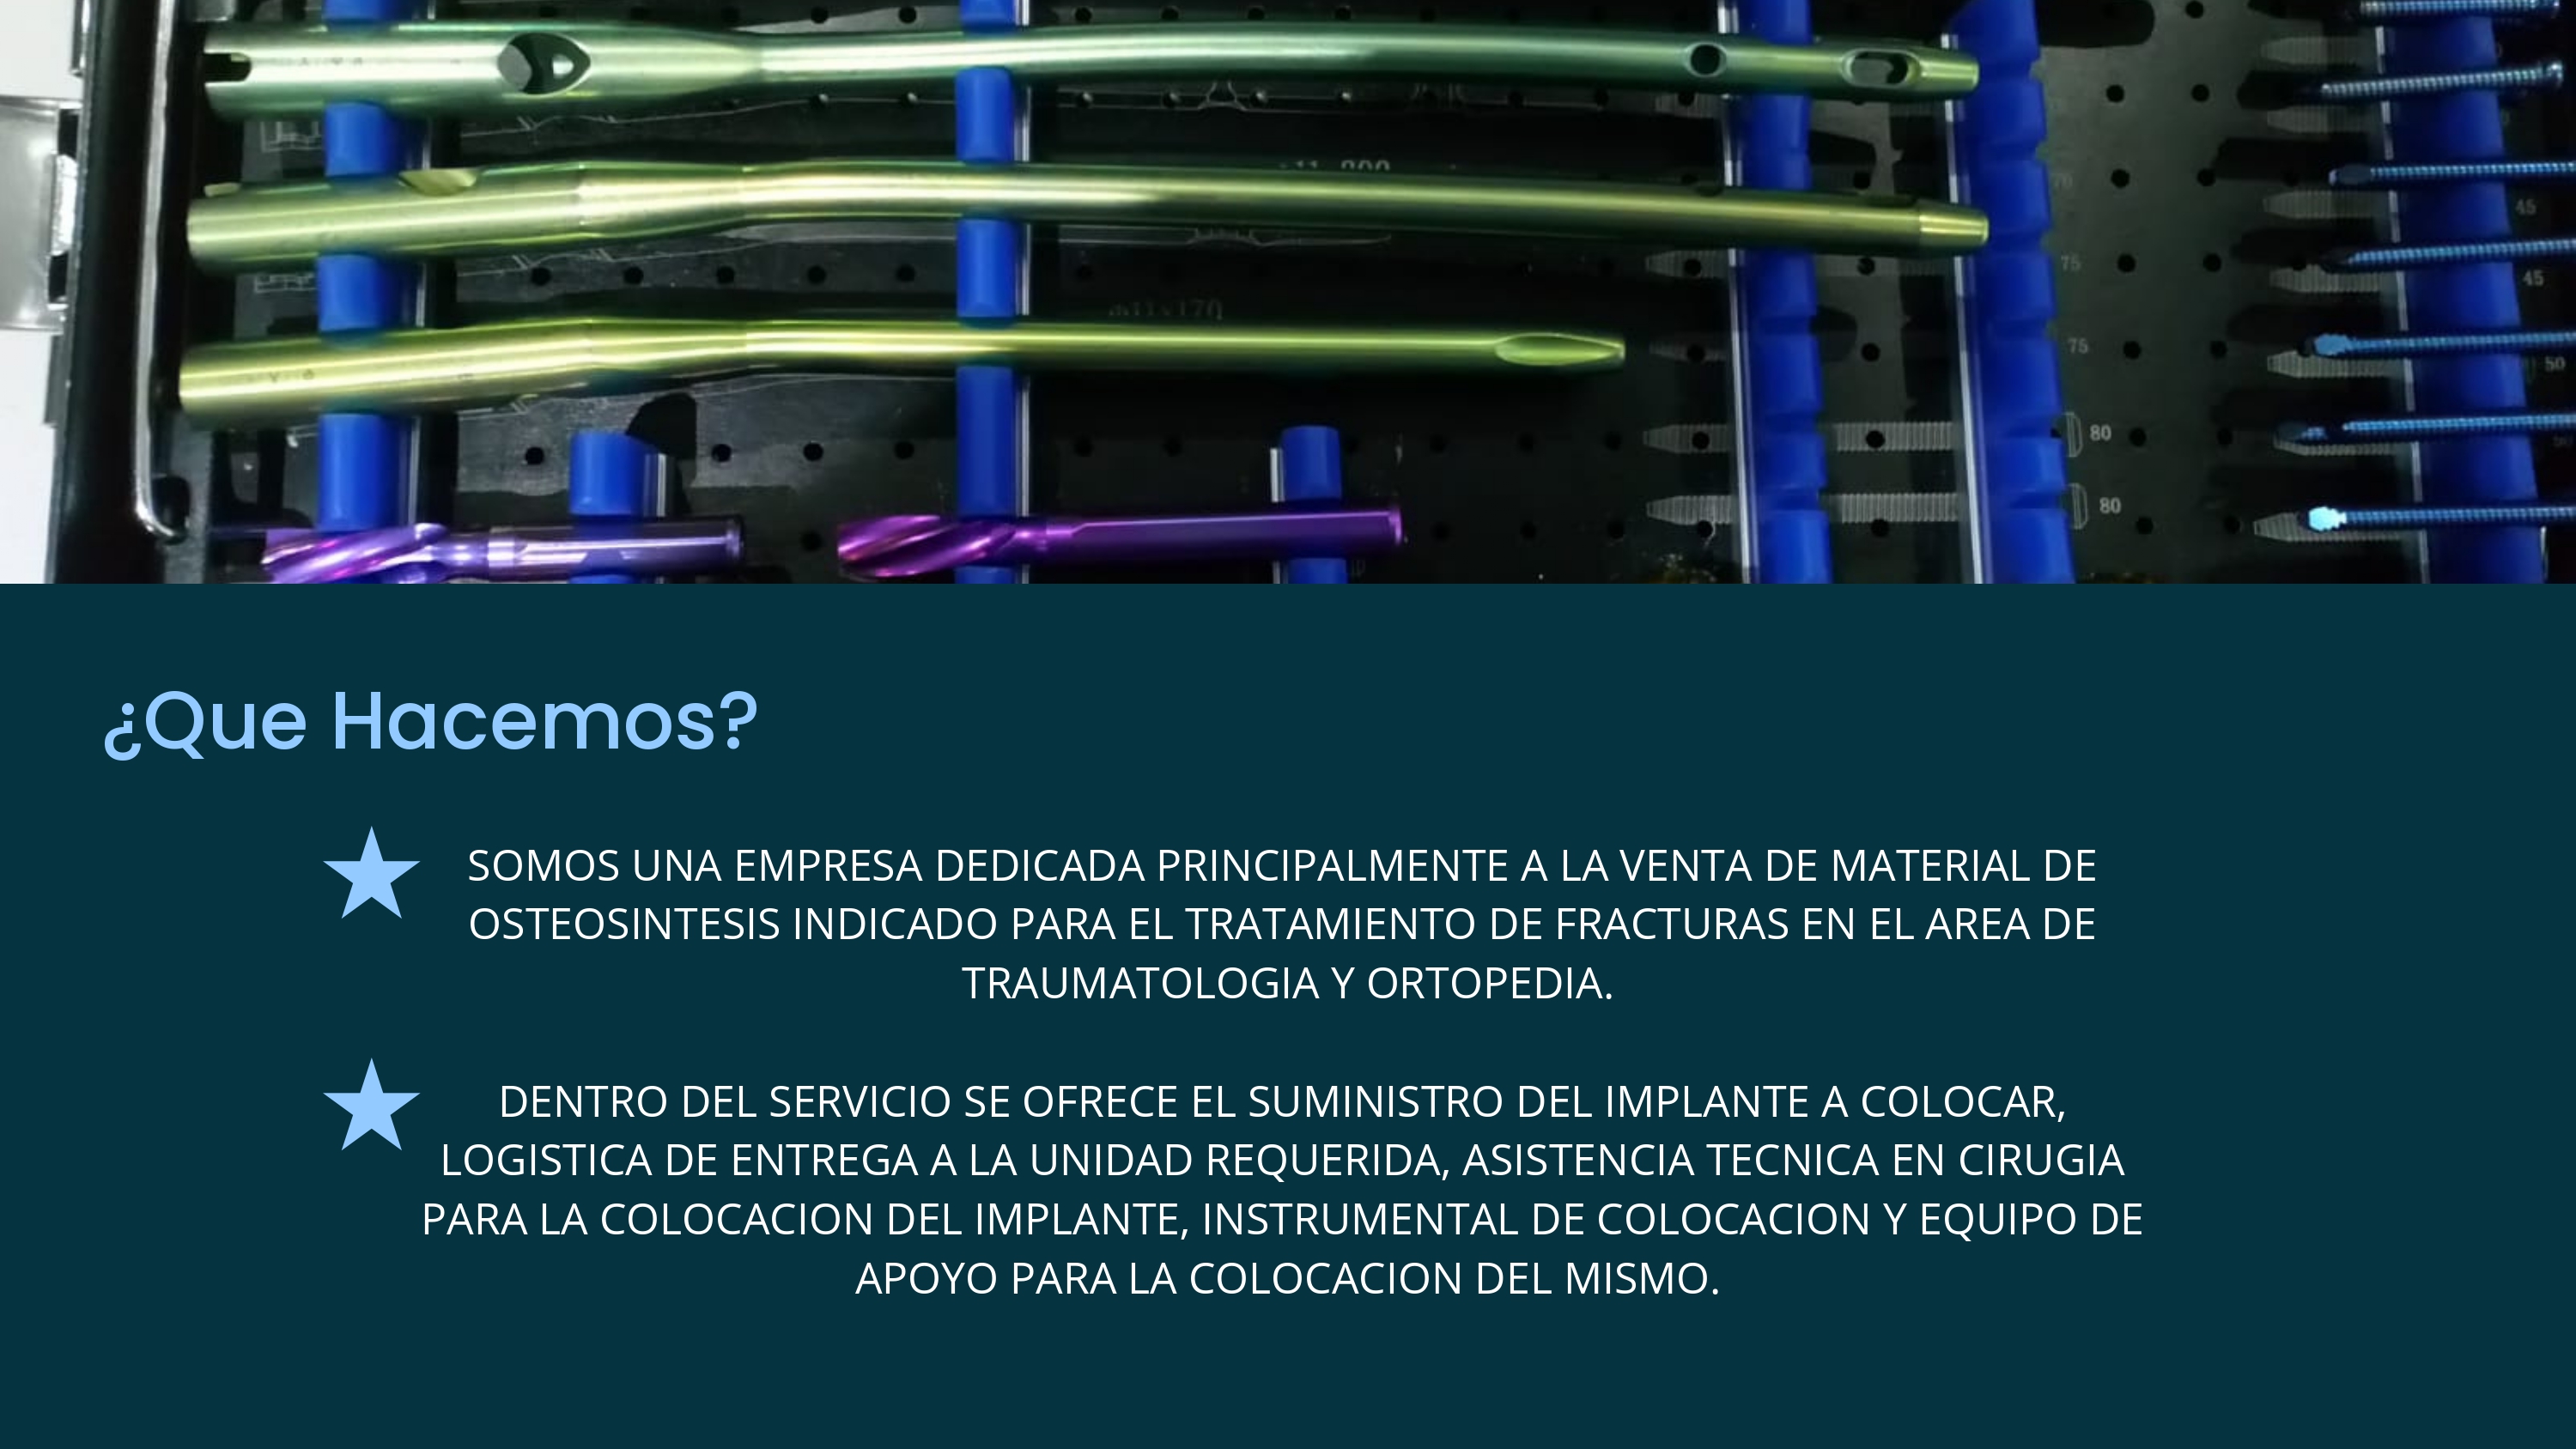 75
45
75
45
50
80
80
¿Que Hacemos?
SOMOS UNA EMPRESA DEDICADA PRINCIPALMENTE A LA VENTA DE MATERIAL DE
OSTEOSINTESIS INDICADO PARA EL TRATAMIENTO DE FRACTURAS EN EL AREA DE
TRAUMATOLOGIA Y ORTOPEDIA.
DENTRO DEL SERVICIO SE OFRECE EL SUMINISTRO DEL IMPLANTE A COLOCAR,
LOGISTICA DE ENTREGA A LA UNIDAD REQUERIDA, ASISTENCIA TECNICA EN CIRUGIA
PARA LA COLOCACION DEL IMPLANTE, INSTRUMENTAL DE COLOCACION Y EQUIPO DE
APOYO PARA LA COLOCACION DEL MISMO.